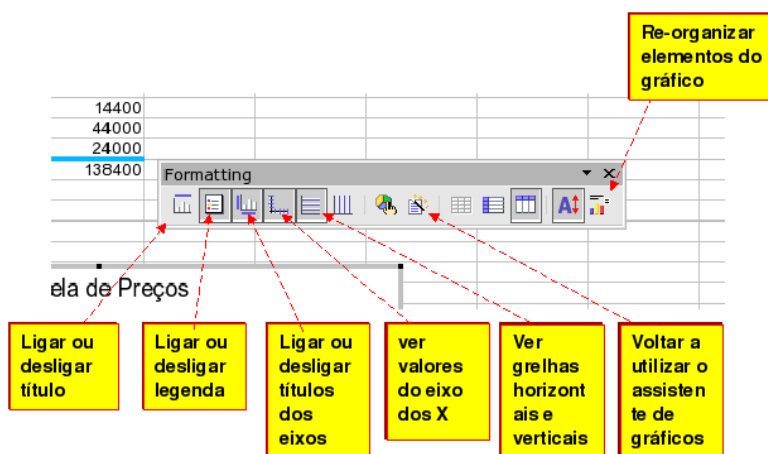 Re-organizar
elementos do
gráfico
14400
44000
24000
138400
Formatting
A
ela de Preços
Ligar ou
desligar
título
Ligar ou
desligar
legenda
Ligar ou
desligar
títulos
dos
eixos
ver
valores
do eixo
dos X
Ver
grelhas
horizont
ais e
verticais
Voltar a
utilizar o
assisten
te de
gráficos